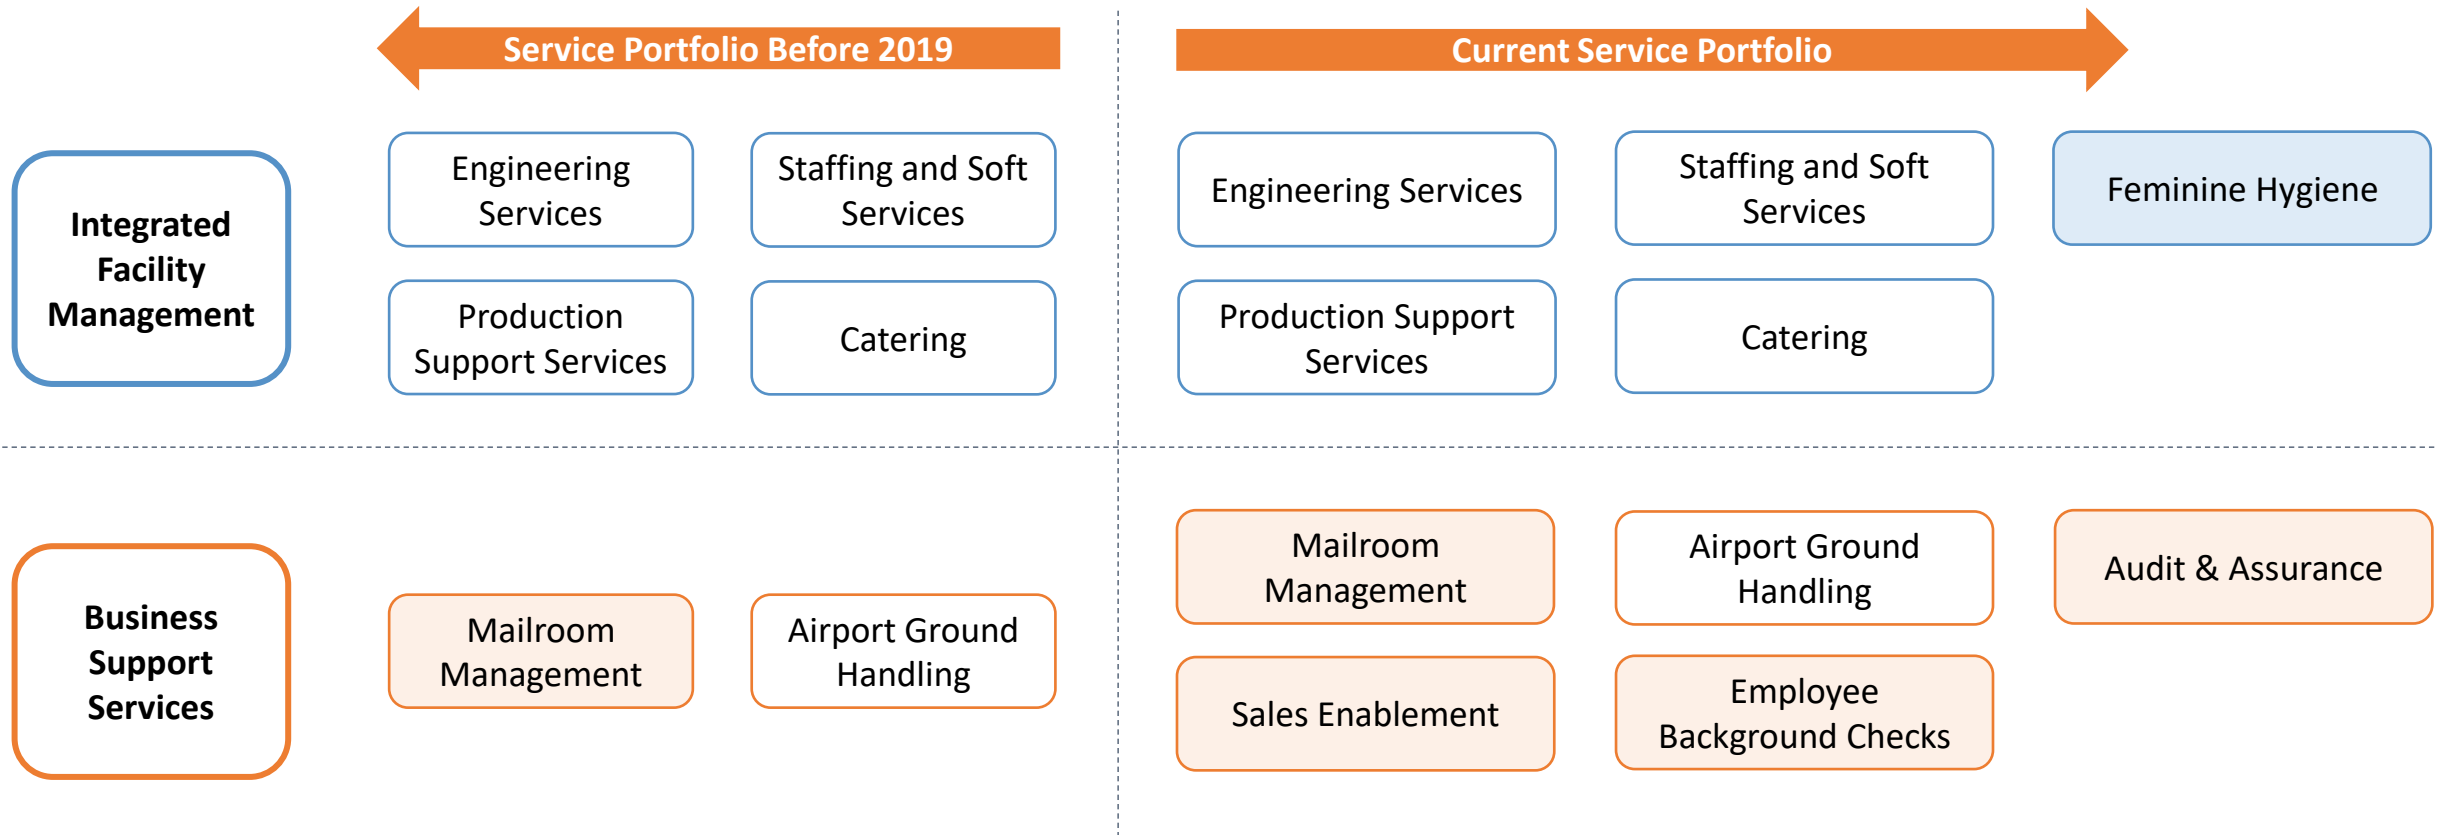 Service Portfolio Before 2019
Current Service Portfolio
Integrated
Facility
Management
Engineering
Services
Staffing and Soft
Services
Production
Support Services
Catering
Engineering Services
Staffing and Soft
Services
Feminine Hygiene
Production Support
Services
Catering
Business
Support
Services
Mailroom
Management
Airport Ground
Handling
Mailroom
Management
Airport Ground
Handling
Audit & Assurance
Sales Enablement
Employee
Background Checks